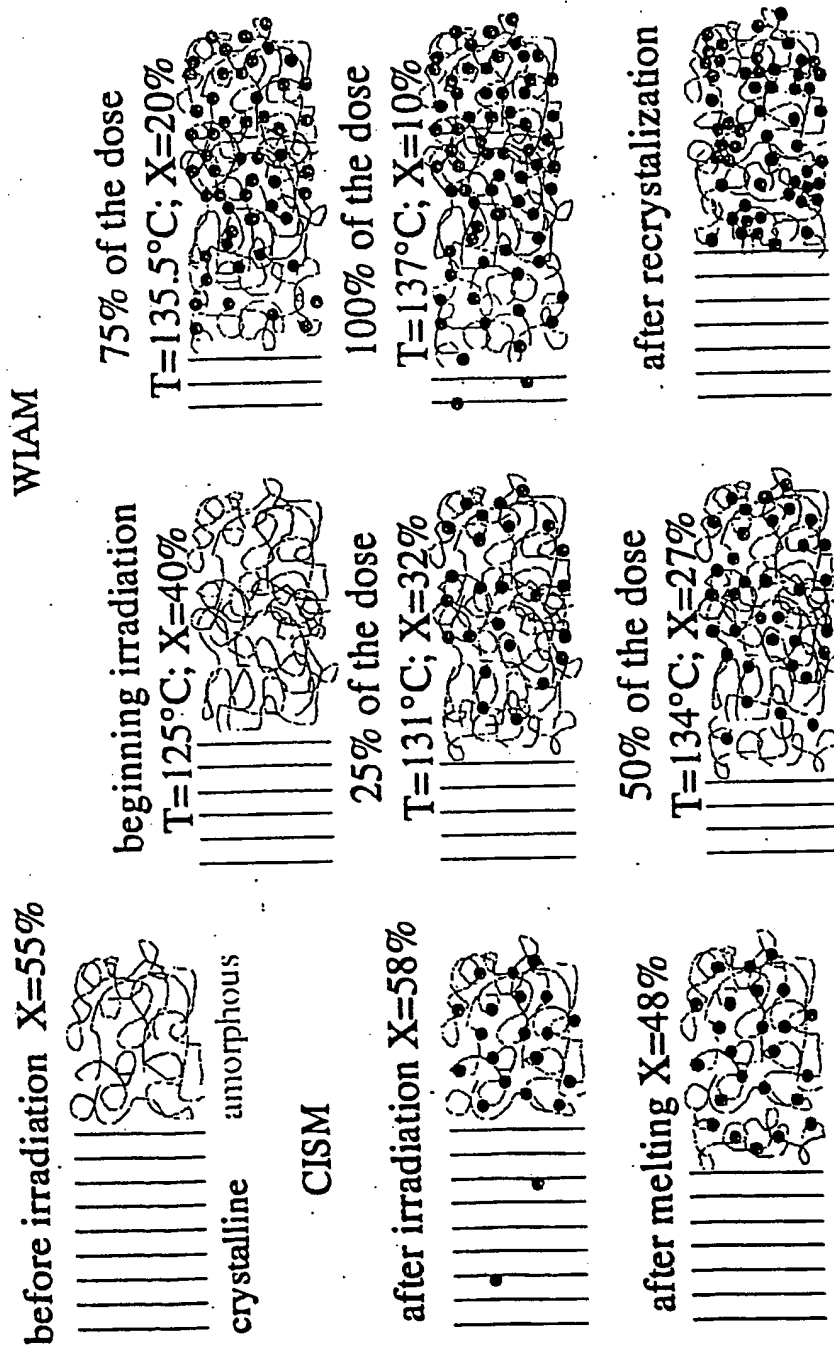 before irradiation X=55%
crystalline
amorphous
CISM
after irradiation X=58%
after melting X=48%
WIAM
beginning irradiation
T=125°C; X=40%
25% of the dose
T=131°C; X=32%
50% of the dose
T=134°C; X=27%
75% of the dose
T=135.5°C; X=20%
100% of the dose
T=137°C; X=10%
after recrystalization